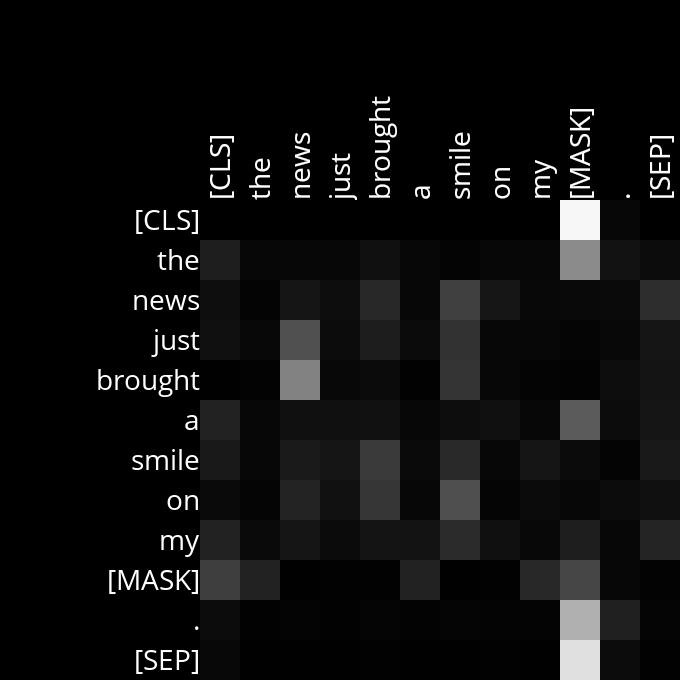 [CLS] the news just brought a smile on my [MASK] . [SEP]
[CLS]
the
news
just
brought
a
smile
on
my
[MASK]
.
[SEP]